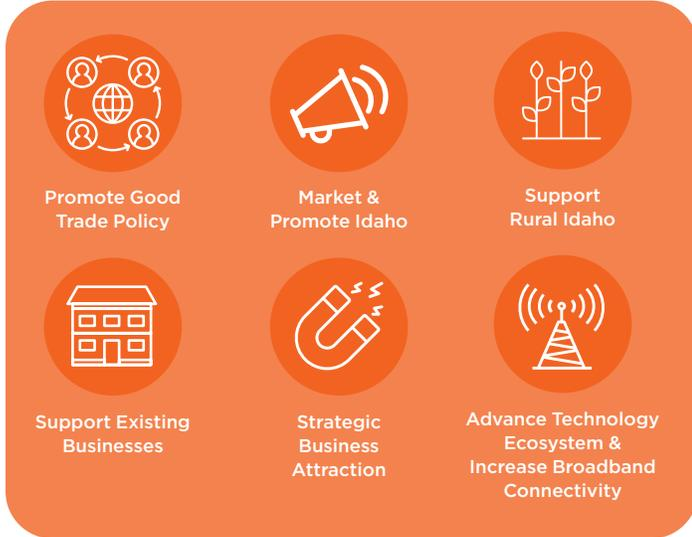 Promote Good
Trade Policy
Market &
Promote Idaho
Support
Rural Idaho
Support Existing
Businesses
Strategic
Business
Attraction
Advance Technology
Ecosystem &
Increase Broadband
Connectivity